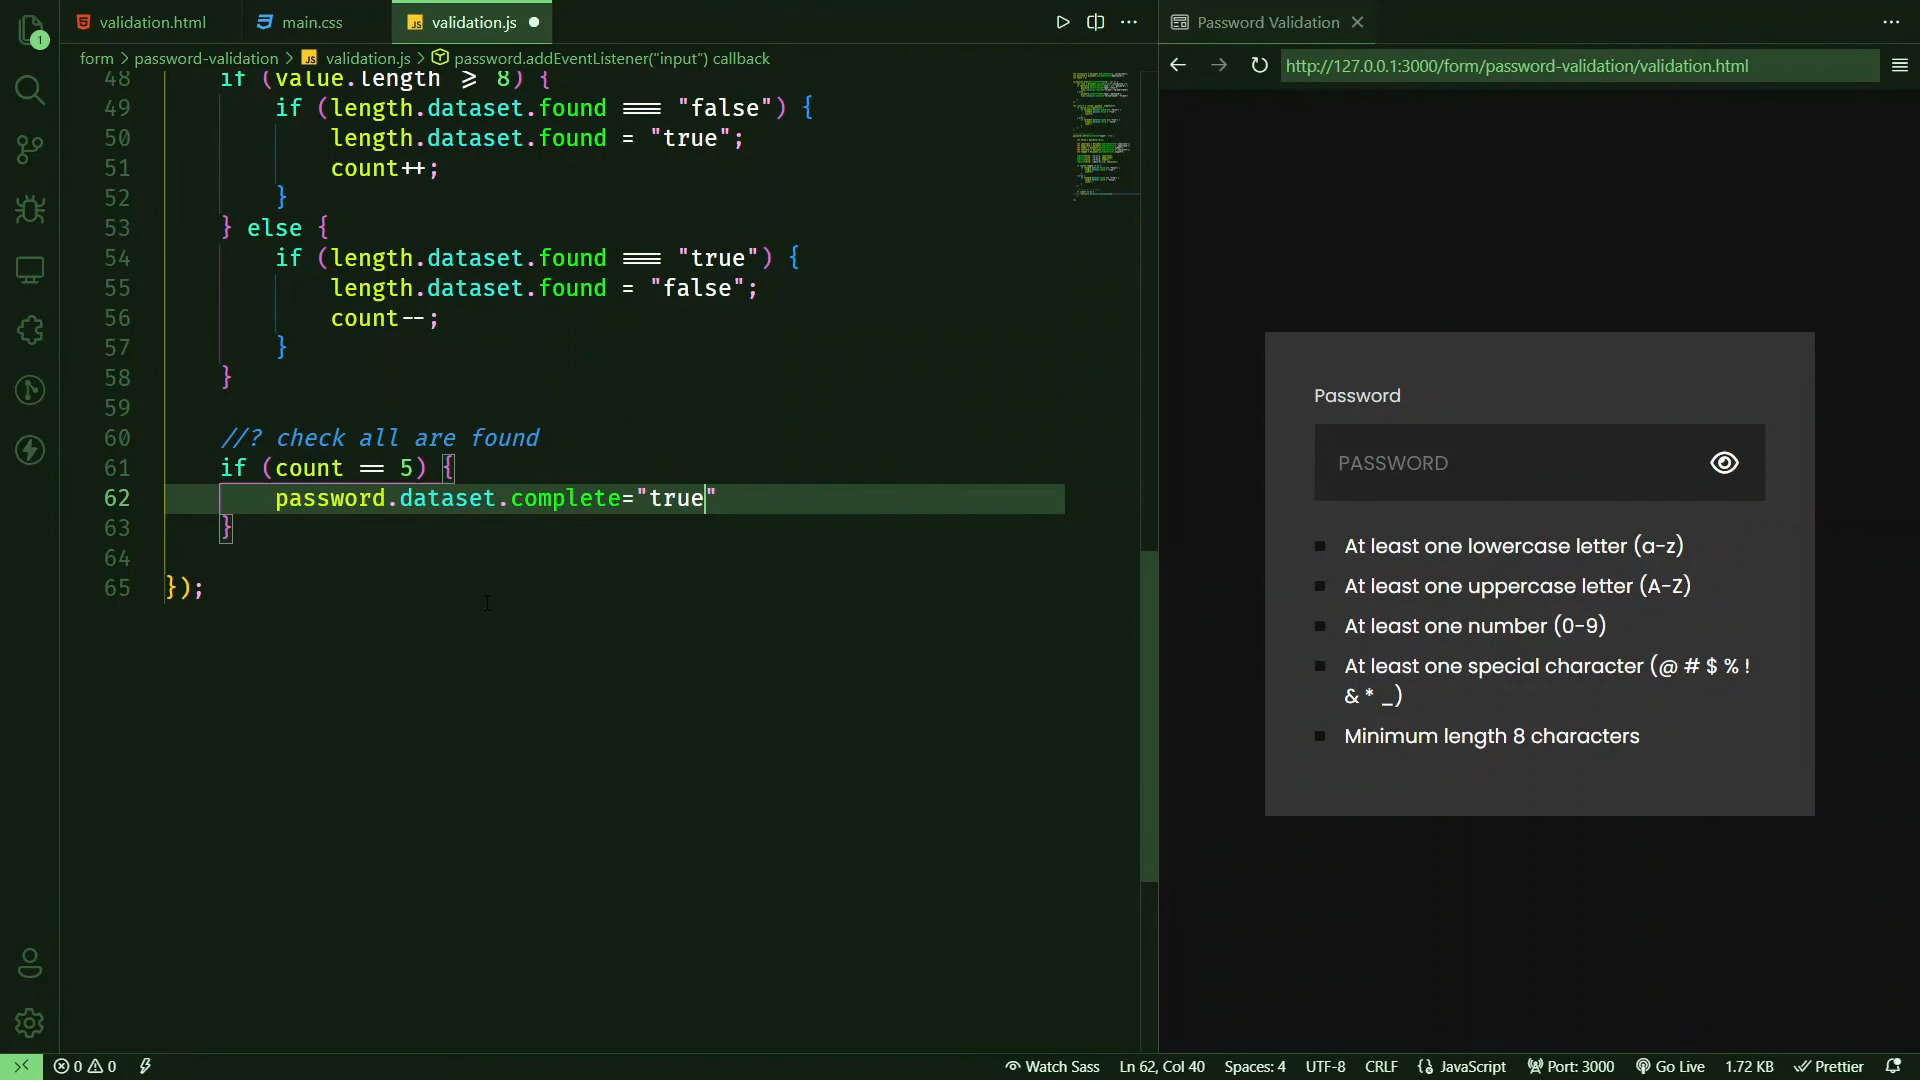 1
validation.html
main.css
JS validation.js
form > password-validation > JS validation.js > password.addEventListener("input") callback
48 if (value.length >= 8) {
49 if (length.dataset.found === "false") {
50 length.dataset.found = "true";
51 count++;
52 }
53 } else {
54 if (length.dataset.found === "true") {
55 length.dataset.found = "false";
56 count--;
57 }
58 }
59
60 //? check all are found
61 if (count == 5) {
62 password.dataset.complete="true"
63 }
64
65 });
Password Validation
http://127.0.0.1:3000/form/password-validation/validation.html
Password
PASSWORD
At least one lowercase letter (a-z)
At least one uppercase letter (A-Z)
At least one number (0-9)
At least one special character (@ # $ % !
& * _)
Minimum length 8 characters
0 0 Watch Sass Ln 62, Col 40 Spaces: 4 UTF-8 CRLF JavaScript Port: 3000 Go Live 1.72 KB Prettier